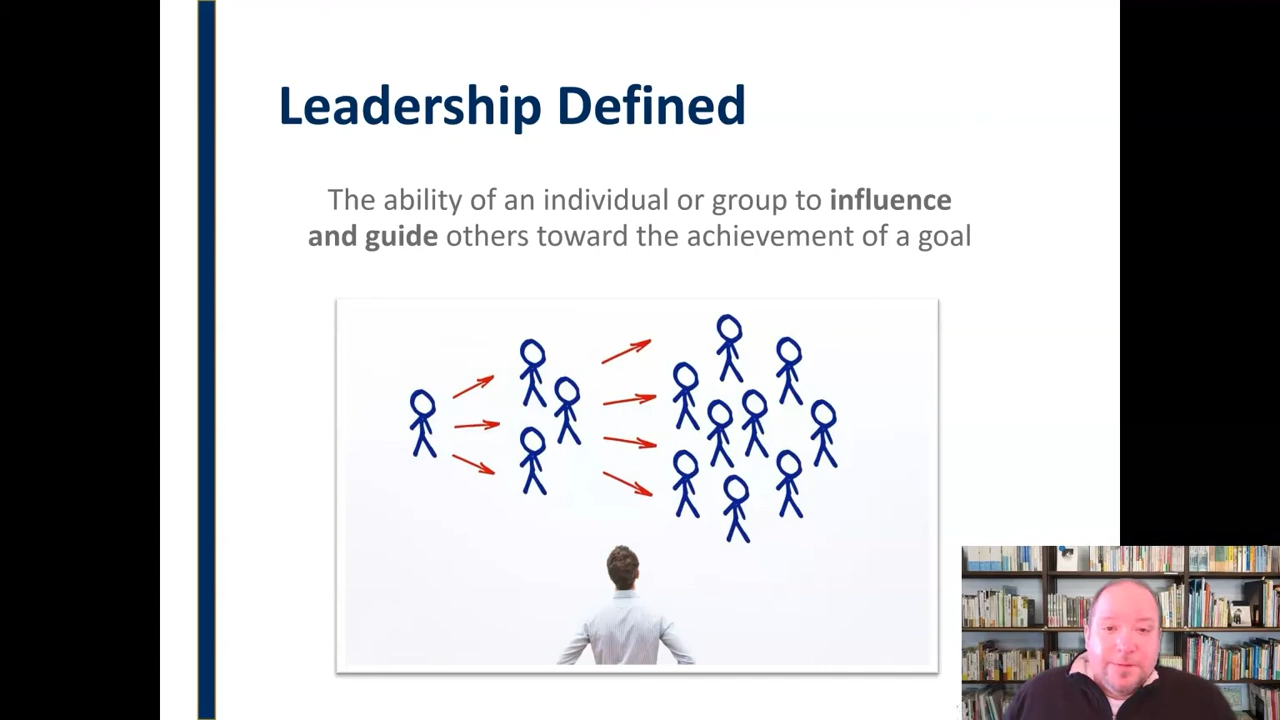 Leadership Defined
The ability of an individual or group to influence
and guide others toward the achievement of a goal